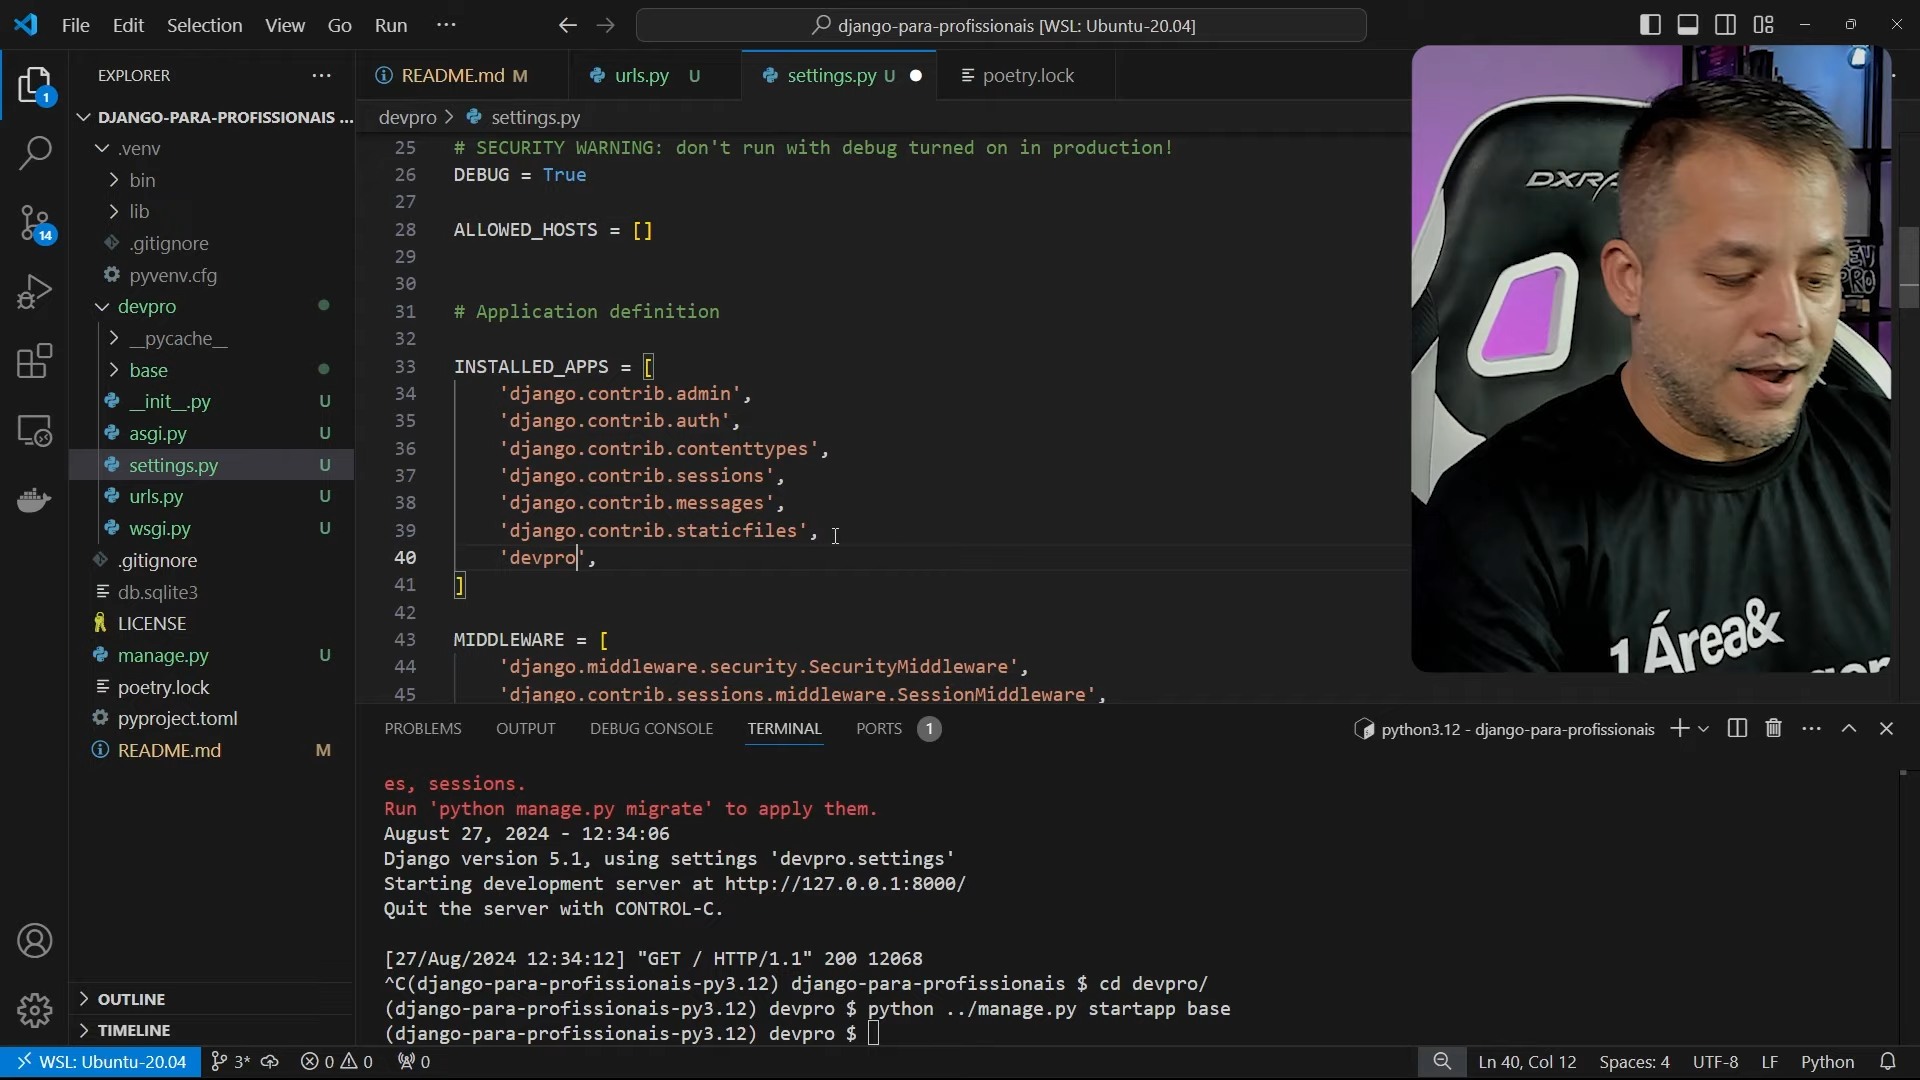 File Edit Selection View Go Run ···
django-para-profissionais [WSL: Ubuntu-20.04]
EXPLORER ···
DJANGO-PARA-PROFISSIONAIS ...
.venv
bin
lib
.gitignore
pyvenv.cfg
devpro
__pycache__
base
__init__.py U
asgi.py U
settings.py U
urls.py U
wsgi.py U
.gitignore
db.sqlite3
LICENSE
manage.py U
poetry.lock
pyproject.toml
README.md M
OUTLINE
TIMELINE
1
14
README.md M
urls.py U
settings.py U
poetry.lock
devpro > settings.py
25 # SECURITY WARNING: don't run with debug turned on in production!
26 DEBUG = True
27
28 ALLOWED_HOSTS = []
29
30
31 # Application definition
32
33 INSTALLED_APPS = [
34 'django.contrib.admin',
35 'django.contrib.auth',
36 'django.contrib.contenttypes',
37 'django.contrib.sessions',
38 'django.contrib.messages',
39 'django.contrib.staticfiles',
40 'devpro',
41 ]
42
43 MIDDLEWARE = [
44 'django.middleware.security.SecurityMiddleware',
45 'django.contrib.sessions.middleware.SessionMiddleware',
DXRA
DEV
PRO
1 Área&
PROBLEMS OUTPUT DEBUG CONSOLE TERMINAL PORTS 1
python3.12 - django-para-profissionais
es, sessions.
Run 'python manage.py migrate' to apply them.
August 27, 2024 - 12:34:06
Django version 5.1, using settings 'devpro.settings'
Starting development server at http://127.0.0.1:8000/
Quit the server with CONTROL-C.
[27/Aug/2024 12:34:12] "GET / HTTP/1.1" 200 12068
^C(django-para-profissionais-py3.12) django-para-profissionais $ cd devpro/
(django-para-profissionais-py3.12) devpro $ python ../manage.py startapp base
(django-para-profissionais-py3.12) devpro $
WSL: Ubuntu-20.04 3* 0 0 0 Ln 40, Col 12 Spaces: 4 UTF-8 LF Python